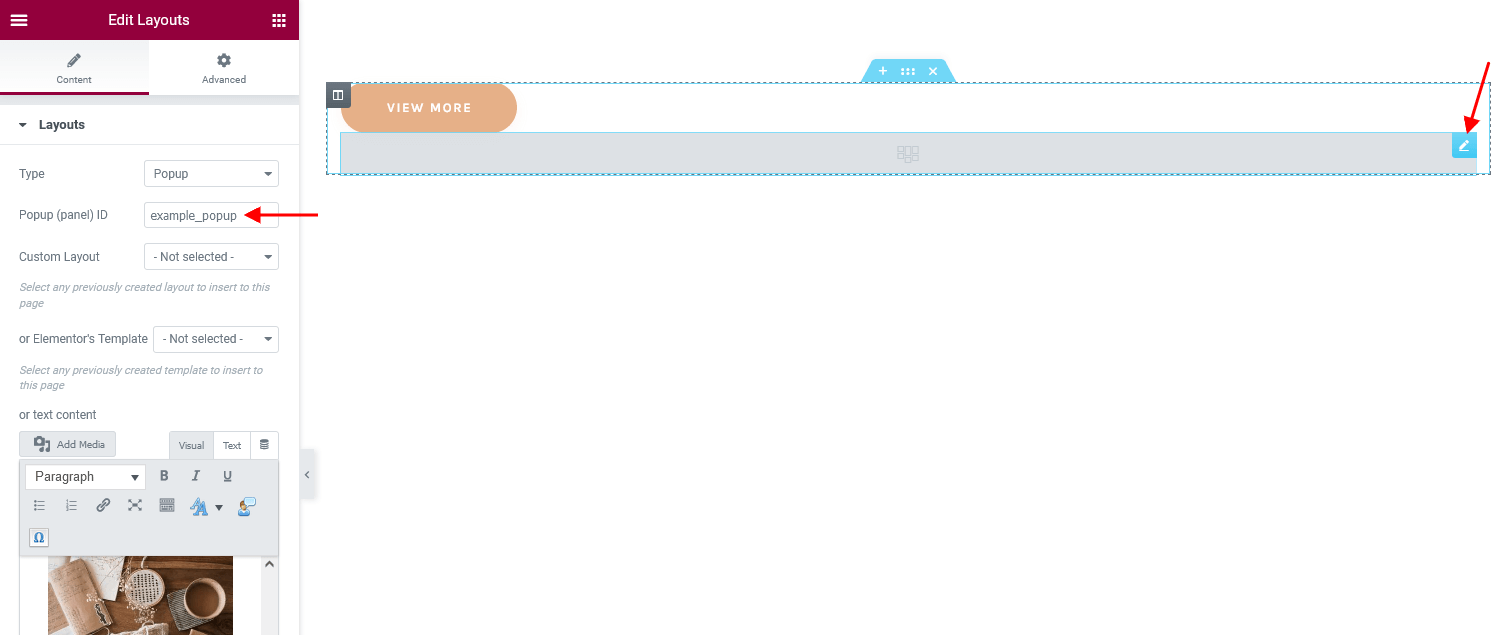 Edit Layouts
Content
Advanced
Layouts
Type
Popup
Popup (panel) ID
example_popup
Custom Layout
- Not selected -
Select any previously created layout to insert to this
page
or Elementor's Template
- Not selected -
Select any previously created template to insert to
this page
or text content
Add Media
Visual
Text
Paragraph
B
I
U
Ω
VIEW MORE